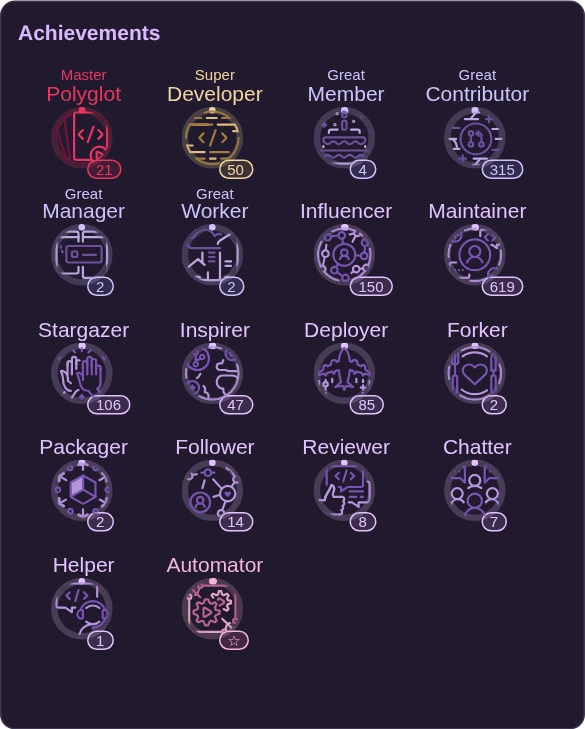 Achievements
Master
Polyglot
21
Super
Developer
50
Great
Member
4
Great
Contributor
315
Great
Manager
2
Great
Worker
2
Influencer
150
Maintainer
619
Stargazer
106
Inspirer
47
Deployer
85
Forker
2
Packager
2
Follower
14
Reviewer
8
Chatter
7
Helper
1
Automator
☆